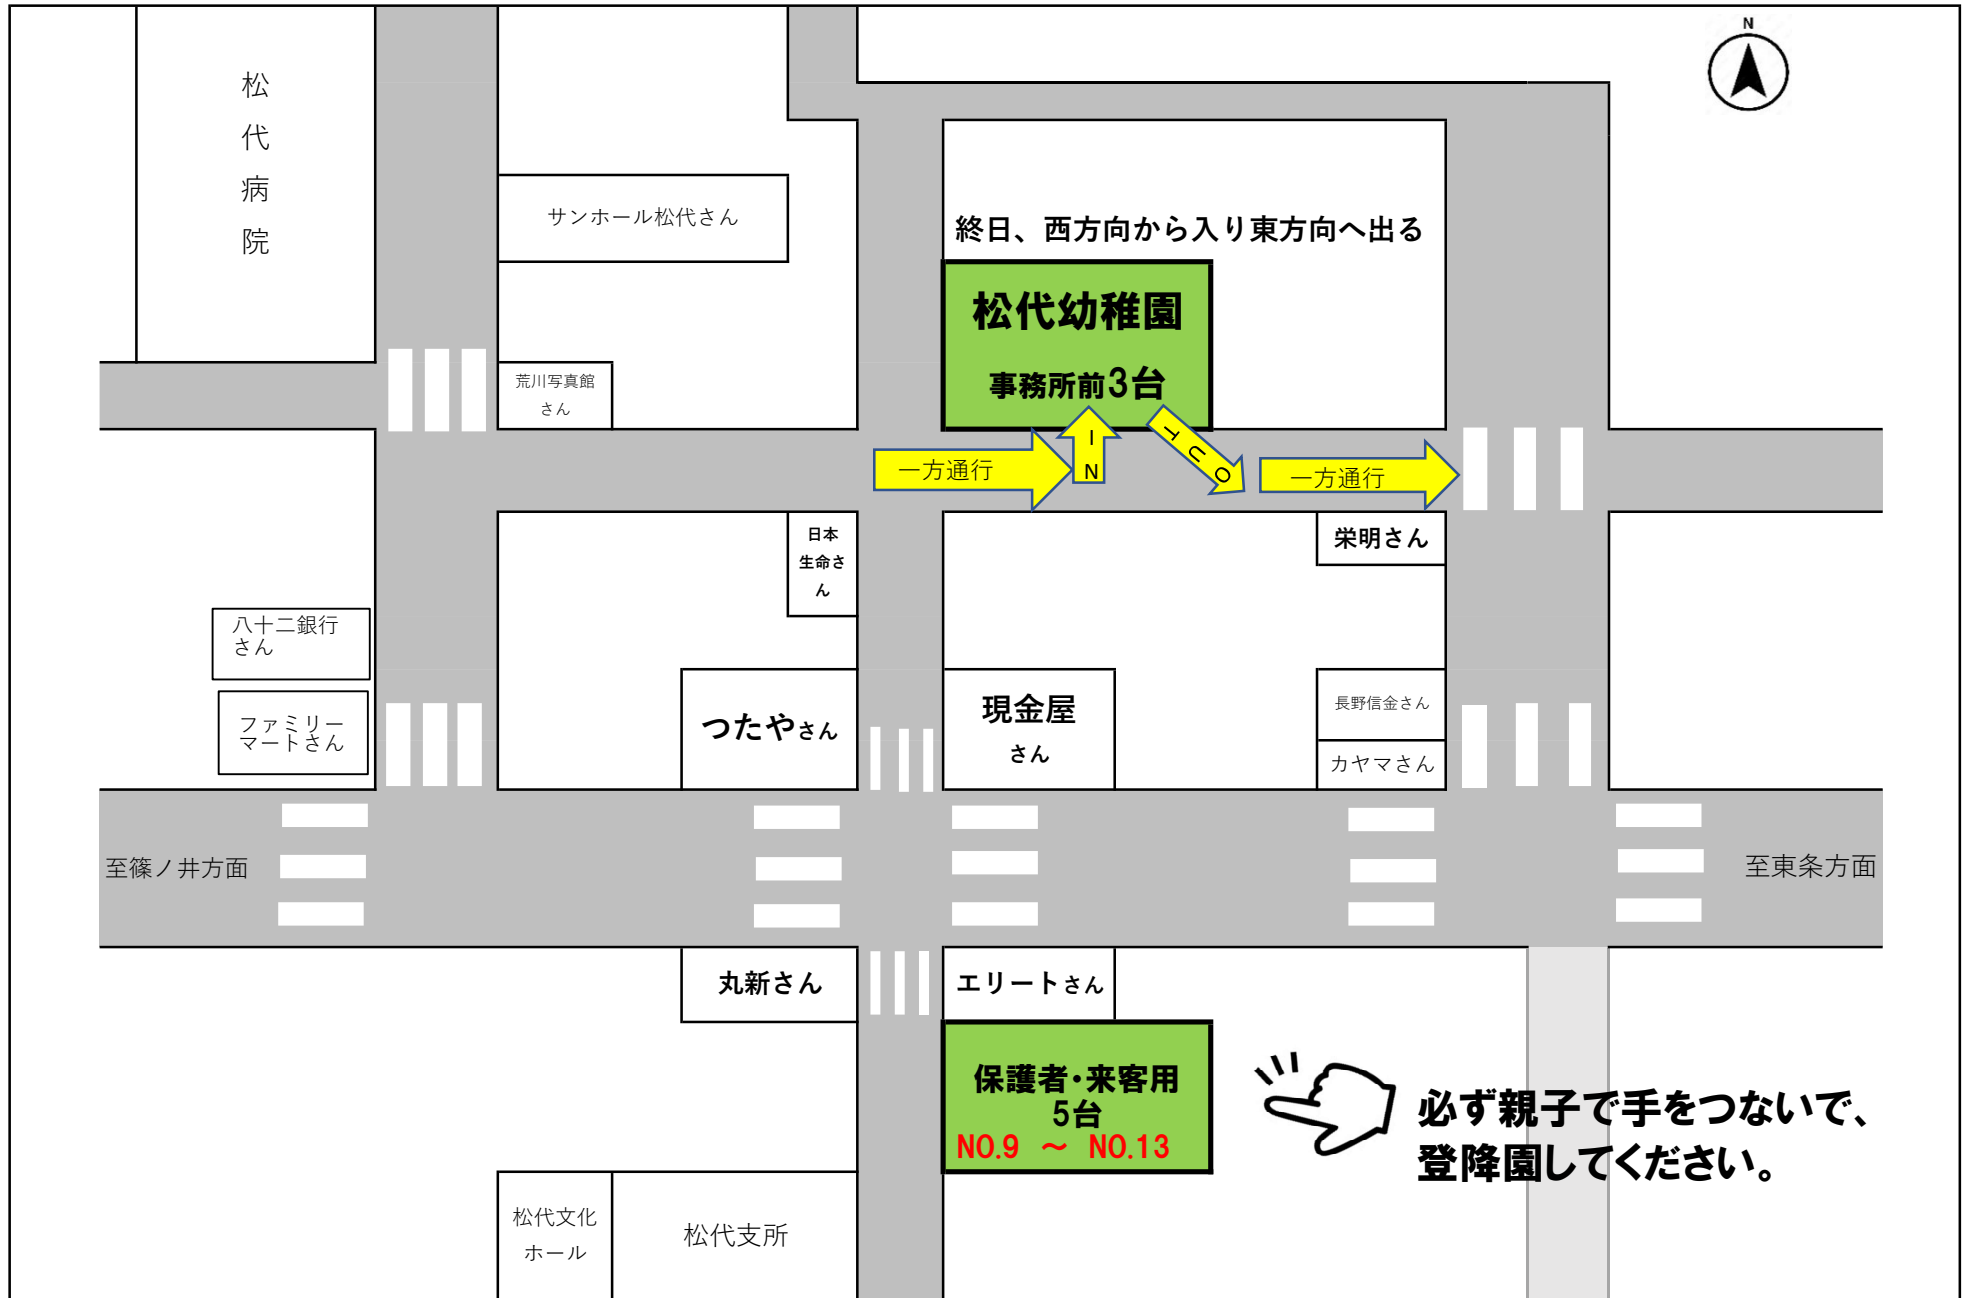 N
松
代
病
院
サンホール松代さん
終日、西方向から入り東方向へ出る
松代幼稚園
事務所前3台
荒川写真館
さん
一方通行
IN
OUT
一方通行
日本
生命さ
ん
栄明さん
八十二銀行
さん
ファミリー
マートさん
つたやさん
現金屋
さん
長野信金さん
カヤマさん
至篠ノ井方面
至東条方面
丸新さん
エリートさん
保護者・来客用
5台
NO.9 ～ NO.13
必ず親子で手をつないで、
登降園してください。
松代文化
ホール
松代支所